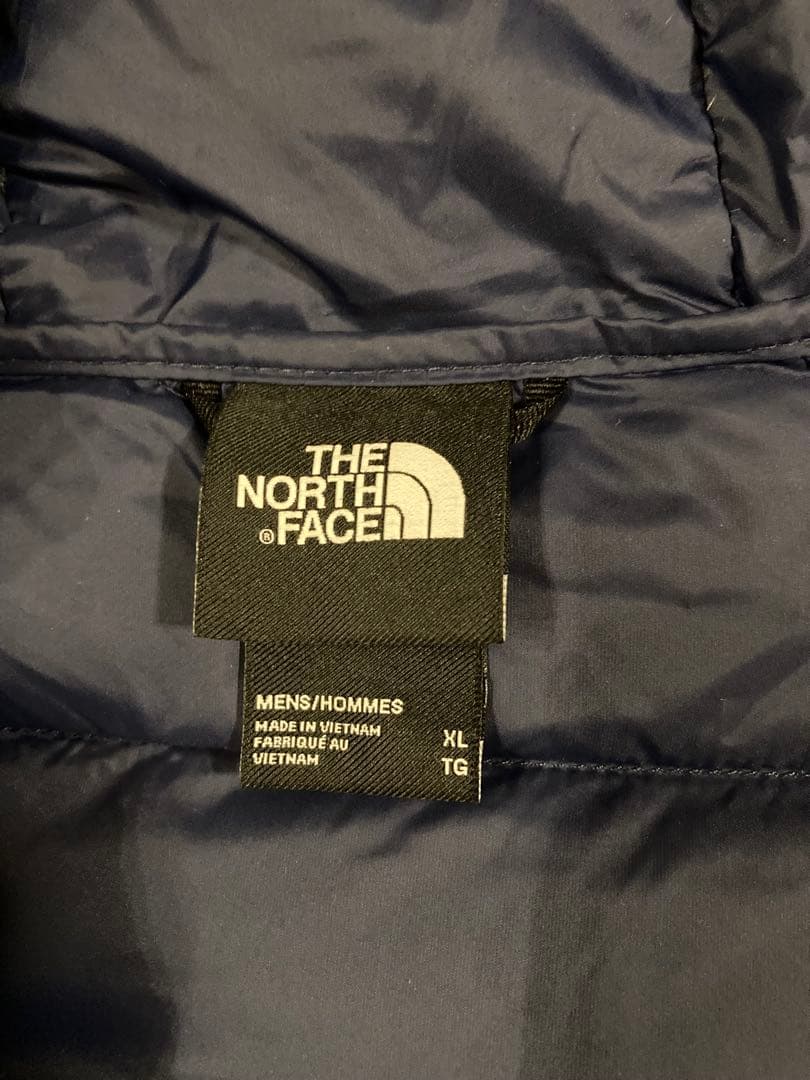 THE
NORTH
® FACE
MENS/HOMMES
MADE IN VIETNAM
FABRIQUÉ AU
VIETNAM
XL
TG